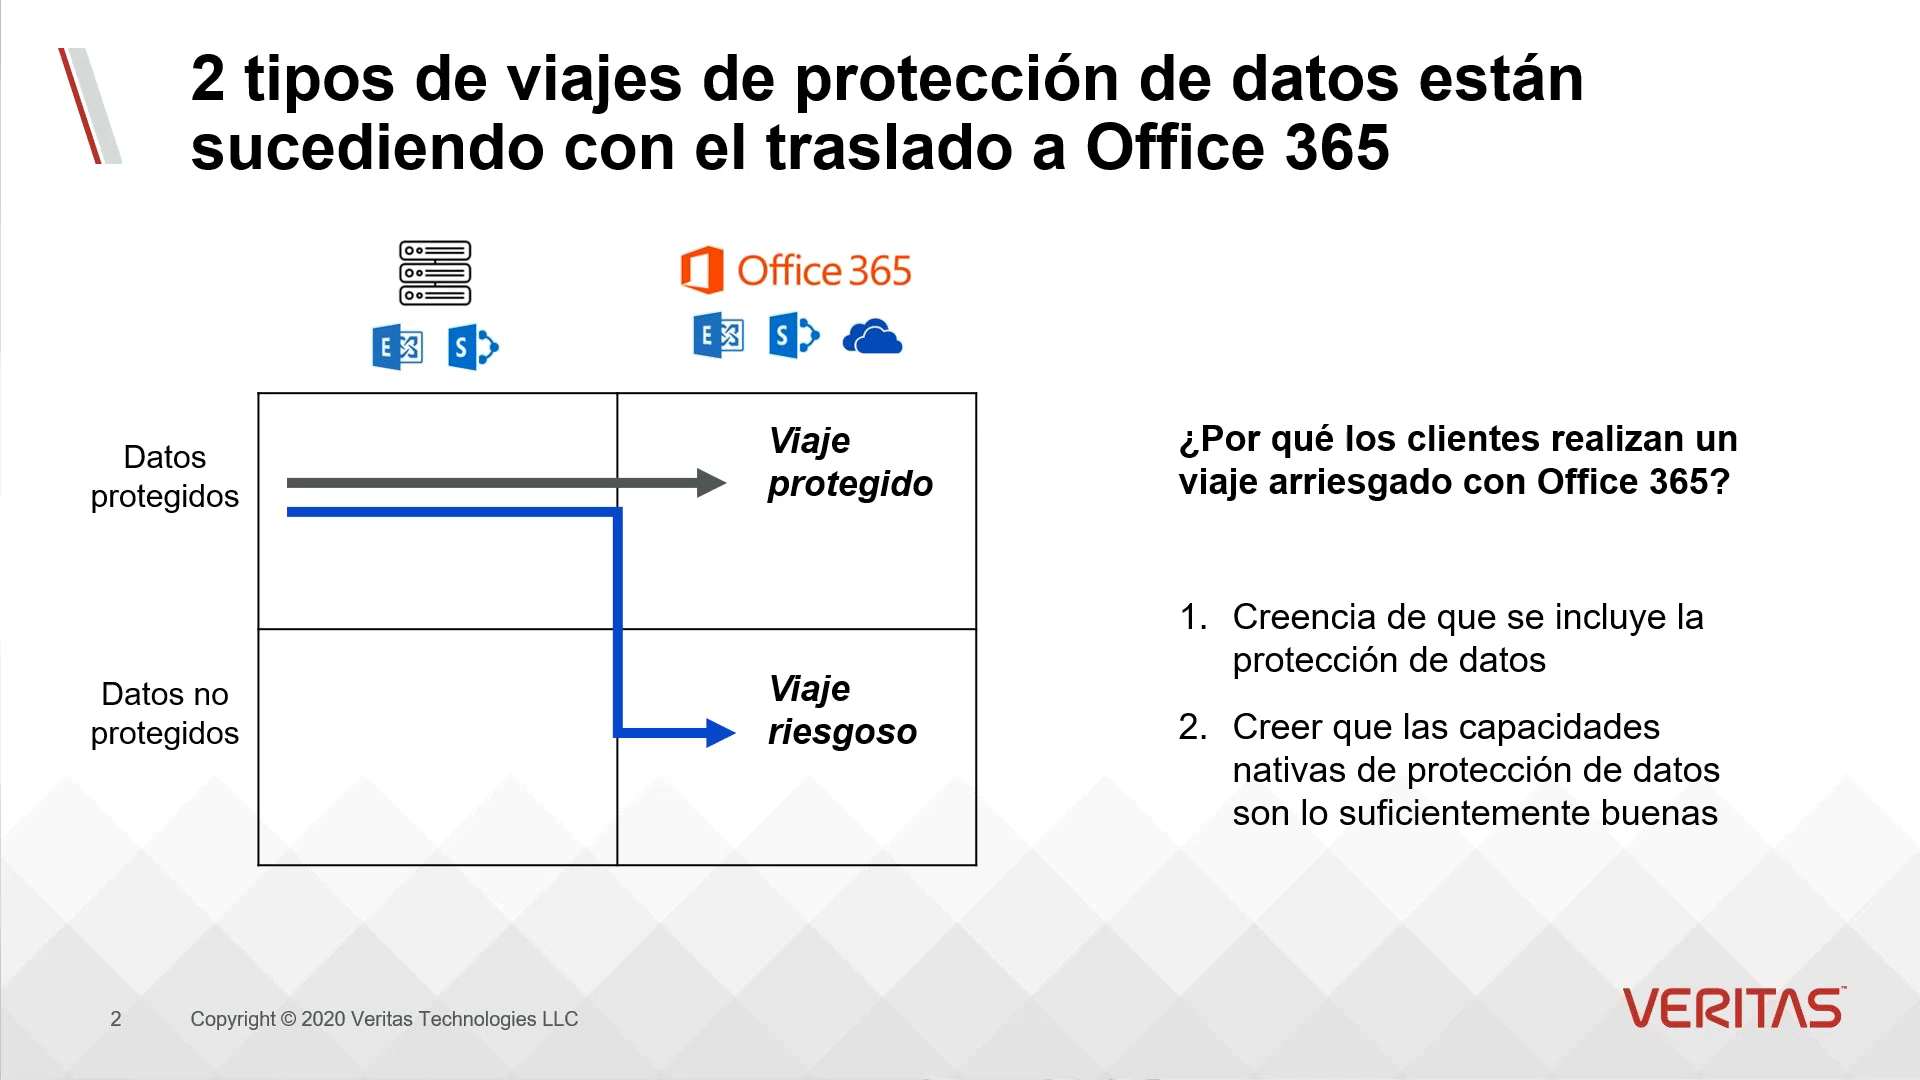 2 tipos de viajes de protección de datos están
sucediendo con el traslado a Office 365
Office 365
E S
E S
Datos
protegidos
Viaje
protegido
Datos no
protegidos
Viaje
riesgoso
¿Por qué los clientes realizan un
viaje arriesgado con Office 365?
1. Creencia de que se incluye la
protección de datos
2. Creer que las capacidades
nativas de protección de datos
son lo suficientemente buenas
2 Copyright © 2020 Veritas Technologies LLC
VERITAS™